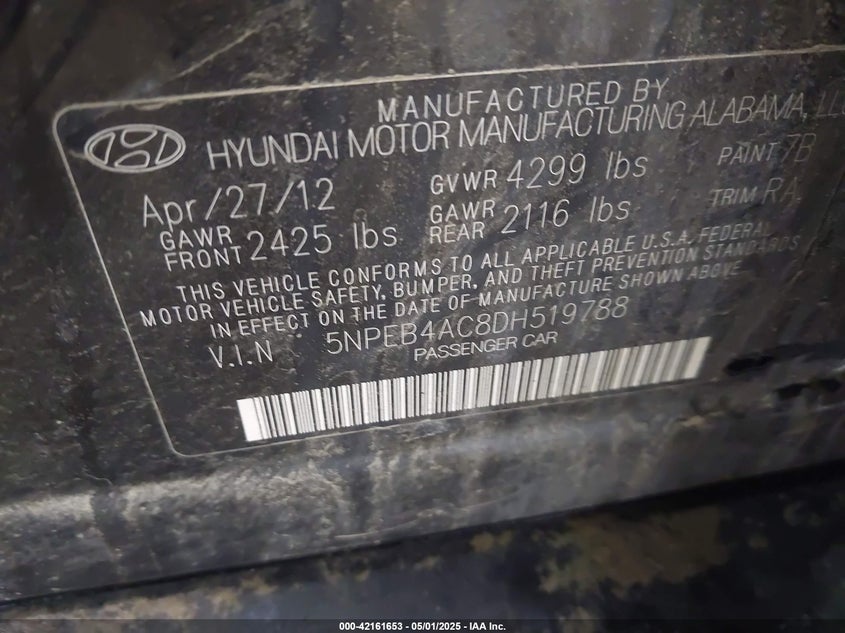 MANUFACTURED BY
HYUNDAI MOTOR MANUFACTURING ALABAMA, LLC
Apr/27/12 GVWR 4299 lbs PAINT 7B
GAWR FRONT 2425 lbs GAWR REAR 2116 lbs TRIM RA
THIS VEHICLE CONFORMS TO ALL APPLICABLE U.S.A. FEDERAL
MOTOR VEHICLE SAFETY, BUMPER, AND THEFT PREVENTION STANDARDS
IN EFFECT ON THE DATE OF MANUFACTURE SHOWN ABOVE
V.I.N 5NPEB4AC8DH519788
PASSENGER CAR
000-42161653 - 05/01/2025 - IAA Inc.